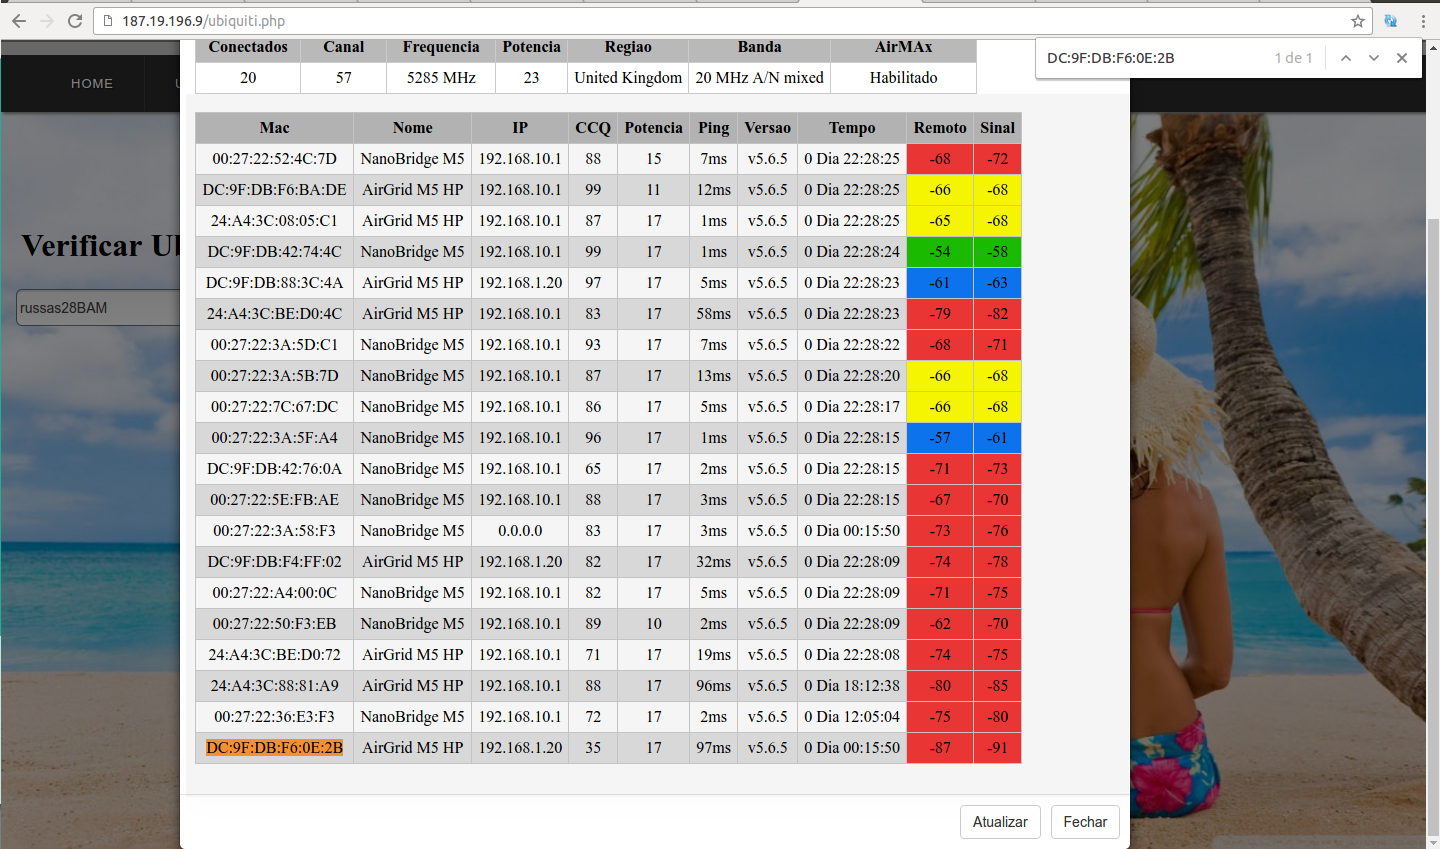 187.19.196.9/ubiquiti.php
DC:9F:DB:F6:0E:2B 1 de 1
HOME
Verificar Ub
russas28BAM
Conectados Canal Frequencia Potencia Regiao Banda AirMAx
20 57 5285 MHz 23 United Kingdom 20 MHz A/N mixed Habilitado
Mac Nome IP CCQ Potencia Ping Versao Tempo Remoto Sinal
00:27:22:52:4C:7D NanoBridge M5 192.168.10.1 88 15 7ms v5.6.5 0 Dia 22:28:25 -68 -72
DC:9F:DB:F6:BA:DE AirGrid M5 HP 192.168.10.1 99 11 12ms v5.6.5 0 Dia 22:28:25 -66 -68
24:A4:3C:08:05:C1 AirGrid M5 HP 192.168.10.1 87 17 1ms v5.6.5 0 Dia 22:28:25 -65 -68
DC:9F:DB:42:74:4C NanoBridge M5 192.168.10.1 99 17 1ms v5.6.5 0 Dia 22:28:24 -54 -58
DC:9F:DB:88:3C:4A AirGrid M5 HP 192.168.1.20 97 17 5ms v5.6.5 0 Dia 22:28:23 -61 -63
24:A4:3C:BE:D0:4C AirGrid M5 HP 192.168.10.1 83 17 58ms v5.6.5 0 Dia 22:28:23 -79 -82
00:27:22:3A:5D:C1 NanoBridge M5 192.168.10.1 93 17 7ms v5.6.5 0 Dia 22:28:22 -68 -71
00:27:22:3A:5B:7D NanoBridge M5 192.168.10.1 87 17 13ms v5.6.5 0 Dia 22:28:20 -66 -68
00:27:22:7C:67:DC NanoBridge M5 192.168.10.1 86 17 5ms v5.6.5 0 Dia 22:28:17 -66 -68
00:27:22:3A:5F:A4 NanoBridge M5 192.168.10.1 96 17 1ms v5.6.5 0 Dia 22:28:15 -57 -61
DC:9F:DB:42:76:0A NanoBridge M5 192.168.10.1 65 17 2ms v5.6.5 0 Dia 22:28:15 -71 -73
00:27:22:5E:FB:AE NanoBridge M5 192.168.10.1 88 17 3ms v5.6.5 0 Dia 22:28:15 -67 -70
00:27:22:3A:58:F3 NanoBridge M5 0.0.0.0 83 17 3ms v5.6.5 0 Dia 00:15:50 -73 -76
DC:9F:DB:F4:FF:02 AirGrid M5 HP 192.168.1.20 82 17 32ms v5.6.5 0 Dia 22:28:09 -74 -78
00:27:22:A4:00:0C NanoBridge M5 192.168.10.1 82 17 5ms v5.6.5 0 Dia 22:28:09 -71 -75
00:27:22:50:F3:EB NanoBridge M5 192.168.10.1 89 10 2ms v5.6.5 0 Dia 22:28:09 -62 -70
24:A4:3C:BE:D0:72 AirGrid M5 HP 192.168.10.1 71 17 19ms v5.6.5 0 Dia 22:28:08 -74 -75
24:A4:3C:88:81:A9 AirGrid M5 HP 192.168.10.1 88 17 96ms v5.6.5 0 Dia 18:12:38 -80 -85
00:27:22:36:E3:F3 NanoBridge M5 192.168.10.1 72 17 2ms v5.6.5 0 Dia 12:05:04 -75 -80
DC:9F:DB:F6:0E:2B AirGrid M5 HP 192.168.1.20 35 17 97ms v5.6.5 0 Dia 00:15:50 -87 -91
Atualizar Fechar